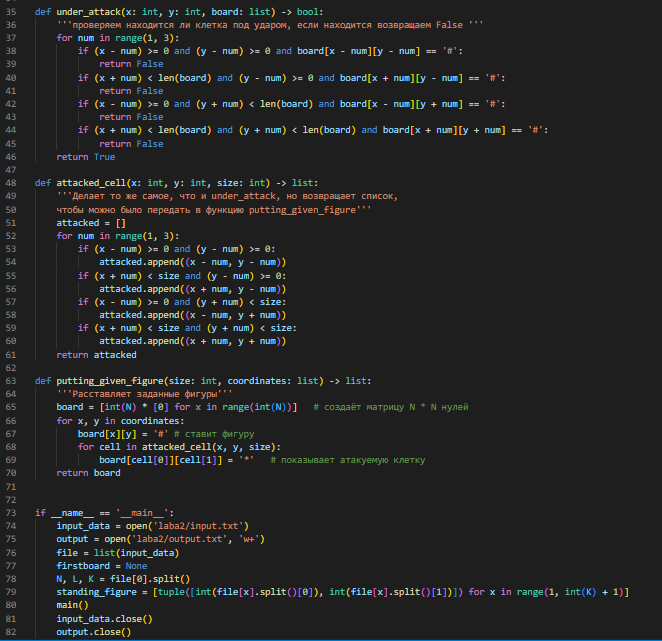 35 def under_attack(x: int, y: int, board: list) -> bool:
36     '''проверяем находится ли клетка под ударом, если находится возвращаем False '''
37     for num in range(1, 3):
38         if (x - num) >= 0 and (y - num) >= 0 and board[x - num][y - num] == '#':
39             return False
40         if (x + num) < len(board) and (y - num) >= 0 and board[x + num][y - num] == '#':
41             return False
42         if (x - num) >= 0 and (y + num) < len(board) and board[x - num][y + num] == '#':
43             return False
44         if (x + num) < len(board) and (y + num) < len(board) and board[x + num][y + num] == '#':
45             return False
46     return True
47
48 def attacked_cell(x: int, y: int, size: int) -> list:
49     '''Делает то же самое, что и under_attack, но возвращает список,
50     чтобы можно было передать в функцию putting_given_figure'''
51     attacked = []
52     for num in range(1, 3):
53         if (x - num) >= 0 and (y - num) >= 0:
54             attacked.append((x - num, y - num))
55         if (x + num) < size and (y - num) >= 0:
56             attacked.append((x + num, y - num))
57         if (x - num) >= 0 and (y + num) < size:
58             attacked.append((x - num, y + num))
59         if (x + num) < size and (y + num) < size:
60             attacked.append((x + num, y + num))
61     return attacked
62
63 def putting_given_figure(size: int, coordinates: list) -> list:
64     '''Расставляет заданные фигуры'''
65     board = [int(N) * [0] for x in range(int(N))]   # создаёт матрицу N * N нулей
66     for x, y in coordinates:
67         board[x][y] = '#' # ставит фигуру
68         for cell in attacked_cell(x, y, size):
69             board[cell[0]][cell[1]] = '*'   # показывает атакуемую клетку
70     return board
71
72
73 if __name__ == '__main__':
74     input_data = open('laba2/input.txt')
75     output = open('laba2/output.txt', 'w+')
76     file = list(input_data)
77     firstboard = None
78     N, L, K = file[0].split()
79     standing_figure = [tuple([int(file[x].split()[0]), int(file[x].split()[1])]) for x in range(1, int(K) + 1)]
80     main()
81     input_data.close()
82     output.close()